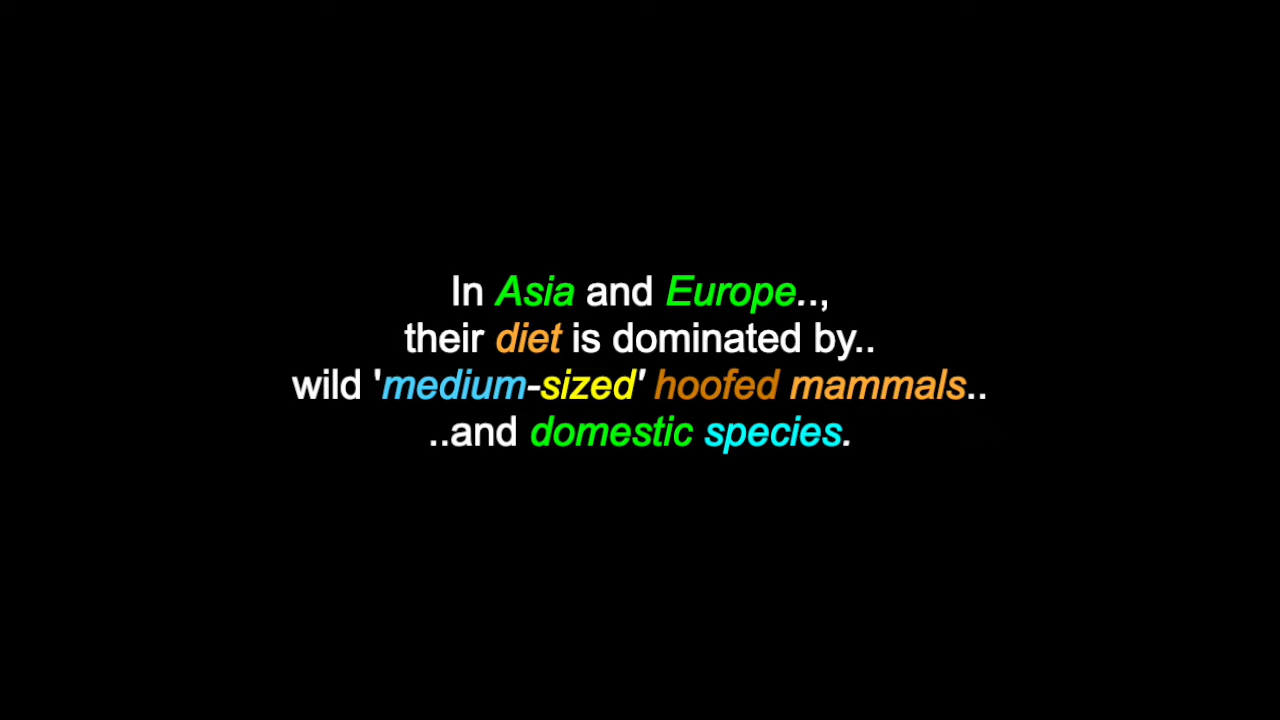 In Asia and Europe..,
their diet is dominated by..
wild 'medium-sized' hoofed mammals..
..and domestic species.